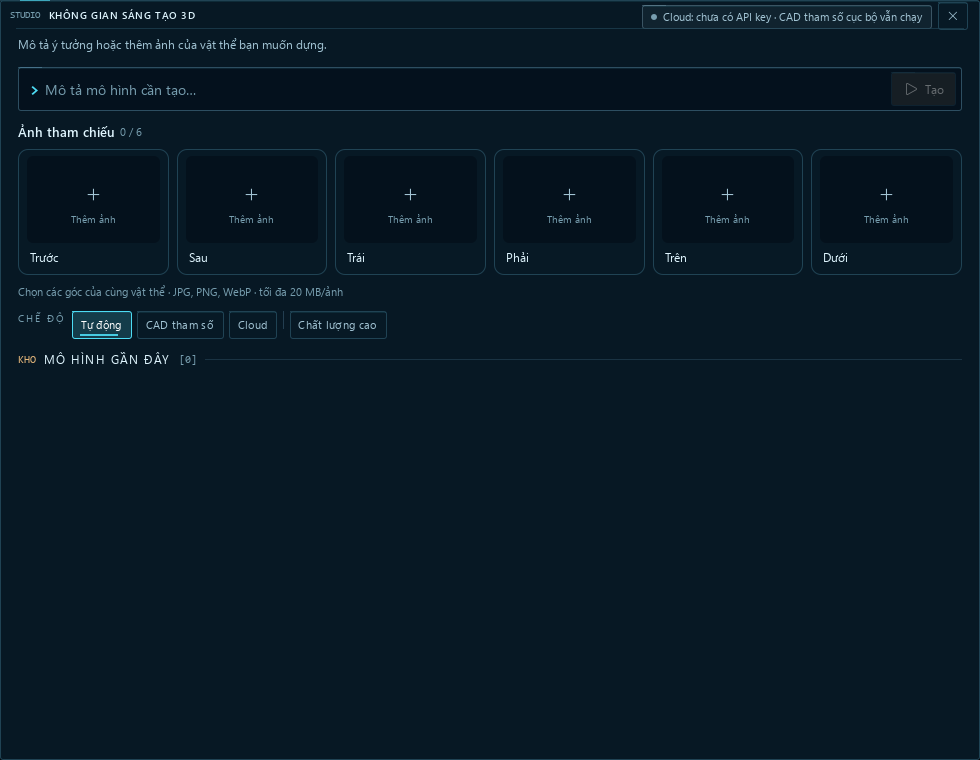 STUDIO KHÔNG GIAN SÁNG TẠO 3D
Cloud: chưa có API key · CAD tham số cục bộ vẫn chạy
Mô tả ý tưởng hoặc thêm ảnh của vật thể bạn muốn dựng.
Mô tả mô hình cần tạo...
Tạo
Ảnh tham chiếu 0 / 6
Thêm ảnh Thêm ảnh Thêm ảnh Thêm ảnh Thêm ảnh Thêm ảnh
Trước Sau Trái Phải Trên Dưới
Chọn các góc của cùng vật thể · JPG, PNG, WebP · tối đa 20 MB/ảnh
CHẾ ĐỘ Tự động CAD tham số Cloud Chất lượng cao
KHO MÔ HÌNH GẦN ĐÂY [0]